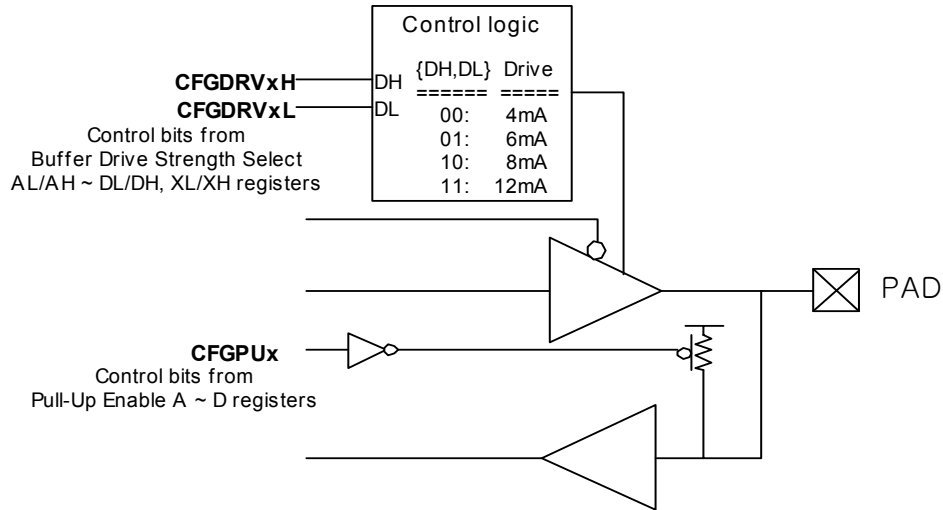 Control logic
{DH,DL} Drive
====== =====
00: 4mA
01: 6mA
10: 8mA
11: 12mA
CFGDRVxH
DH
CFGDRVxL
DL
Control bits from
Buffer Drive Strength Select
AL/AH ~ DL/DH, XL/XH registers
PAD
CFGPUx
Control bits from
Pull-Up Enable A ~ D registers